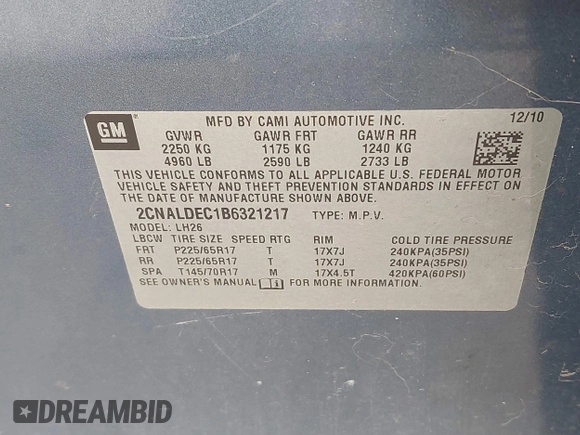 GM
MFD BY CAMI AUTOMOTIVE INC. 12/10
GVWR GAWR FRT GAWR RR
2250 KG 1175 KG 1240 KG
4960 LB 2590 LB 2733 LB
THIS VEHICLE CONFORMS TO ALL APPLICABLE U.S. FEDERAL MOTOR
VEHICLE SAFETY AND THEFT PREVENTION STANDARDS IN EFFECT ON
THE DATE OF MANUFACTURE SHOWN ABOVE.
2CNALDEC1B6321217 TYPE: M.P.V.
MODEL: LH26
LBCW TIRE SIZE SPEED RTG RIM COLD TIRE PRESSURE
FRT P225/65R17 T 17X7J 240KPA(35PSI)
RR P225/65R17 T 17X7J 240KPA(35PSI)
SPA T145/70R17 M 17X4.5T 420KPA(60PSI)
SEE OWNER'S MANUAL FOR MORE INFORMATION.
DREAMBID